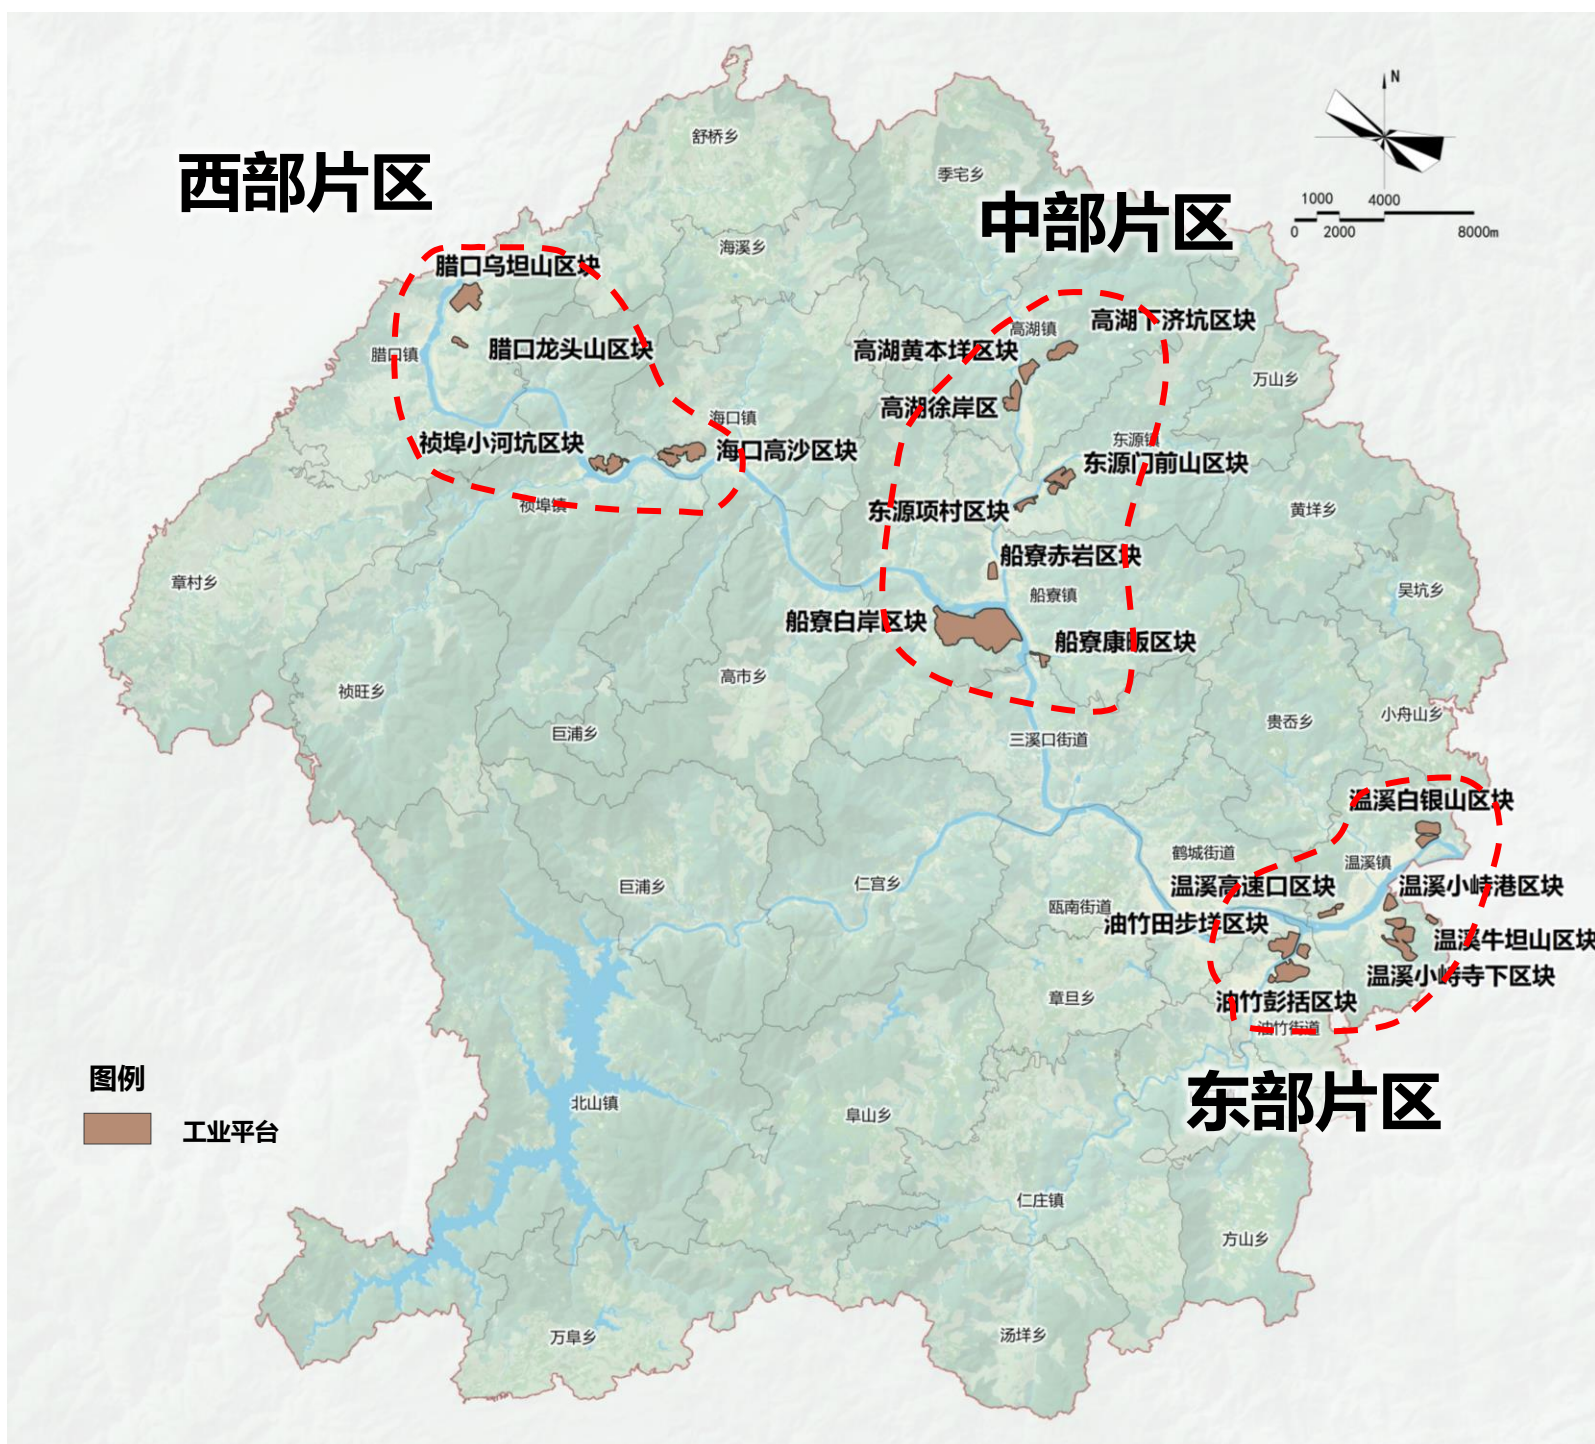 N
1000 4000
0 2000 8000m
舒桥乡
西部片区
季宅乡
中部片区
海溪乡
腊口乌坦山区块
高湖下济坑区块
高湖镇
腊口镇
腊口龙头山区块
高湖黄本垟区块
万山乡
高湖徐岸区
海口镇
东源镇
祯埠小河坑区块
海口高沙区块
东源门前山区块
祯埠镇
东源项村区块
黄垟乡
船寮赤岩区块
章村乡
船寮镇
吴坑乡
船寮白岸区块
船寮康畈区块
祯旺乡
高市乡
巨浦乡
三溪口街道
贵岙乡
小舟山乡
温溪白银山区块
鹤城街道
温溪镇
巨浦乡
仁宫乡
温溪高速口区块
温溪小峙港区块
瓯南街道
油竹田步垟区块
温溪牛坦山区块
温溪小峙寺下区块
章旦乡
油竹彭括区块
油竹街道
图例
工业平台
北山镇
阜山乡
东部片区
仁庄镇
方山乡
万阜乡
汤垟乡